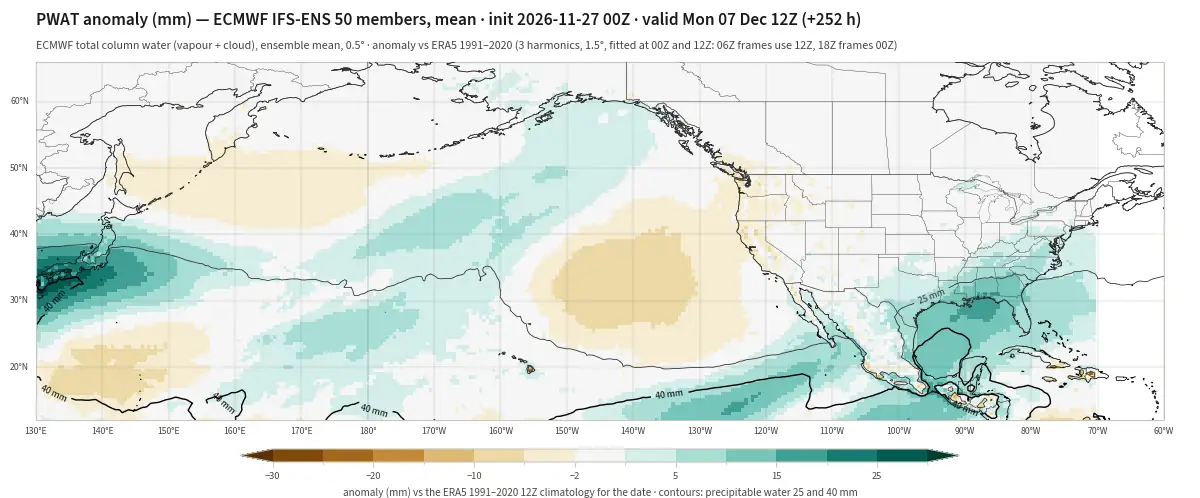 PWAT anomaly (mm) — ECMWF IFS-ENS 50 members, mean · init 2026-11-27 00Z · valid Mon 07 Dec 12Z (+252 h)
ECMWF total column water (vapour + cloud), ensemble mean, 0.5° · anomaly vs ERA5 1991–2020 (3 harmonics, 1.5°, fitted at 00Z and 12Z: 06Z frames use 12Z, 18Z frames 00Z)
60°N
50°N
40°N
30°N
20°N
40 mm
25 mm
40 mm
40 mm
40 mm
40 mm
130°E 140°E 150°E 160°E 170°E 180° 170°W 160°W 150°W 140°W 130°W 120°W 110°W 100°W 90°W 80°W 70°W 60°W
−30 −20 −10 −2 5 15 25
anomaly (mm) vs the ERA5 1991–2020 12Z climatology for the date · contours: precipitable water 25 and 40 mm